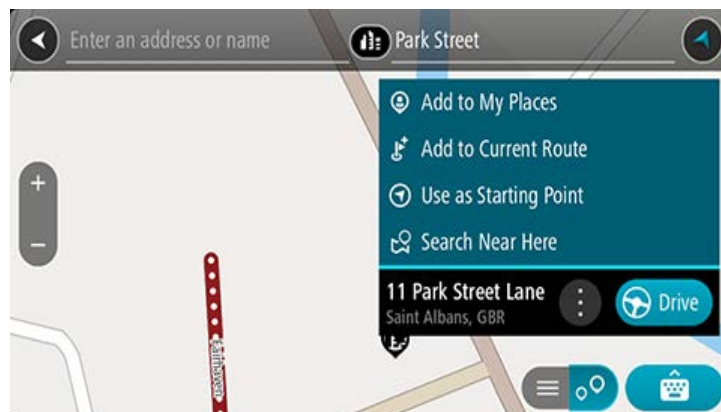 Enter an address or name
Park Street
Add to My Places
Add to Current Route
Use as Starting Point
Search Near Here
11 Park Street Lane
Saint Albans, GBR
Drive
Fairhaven